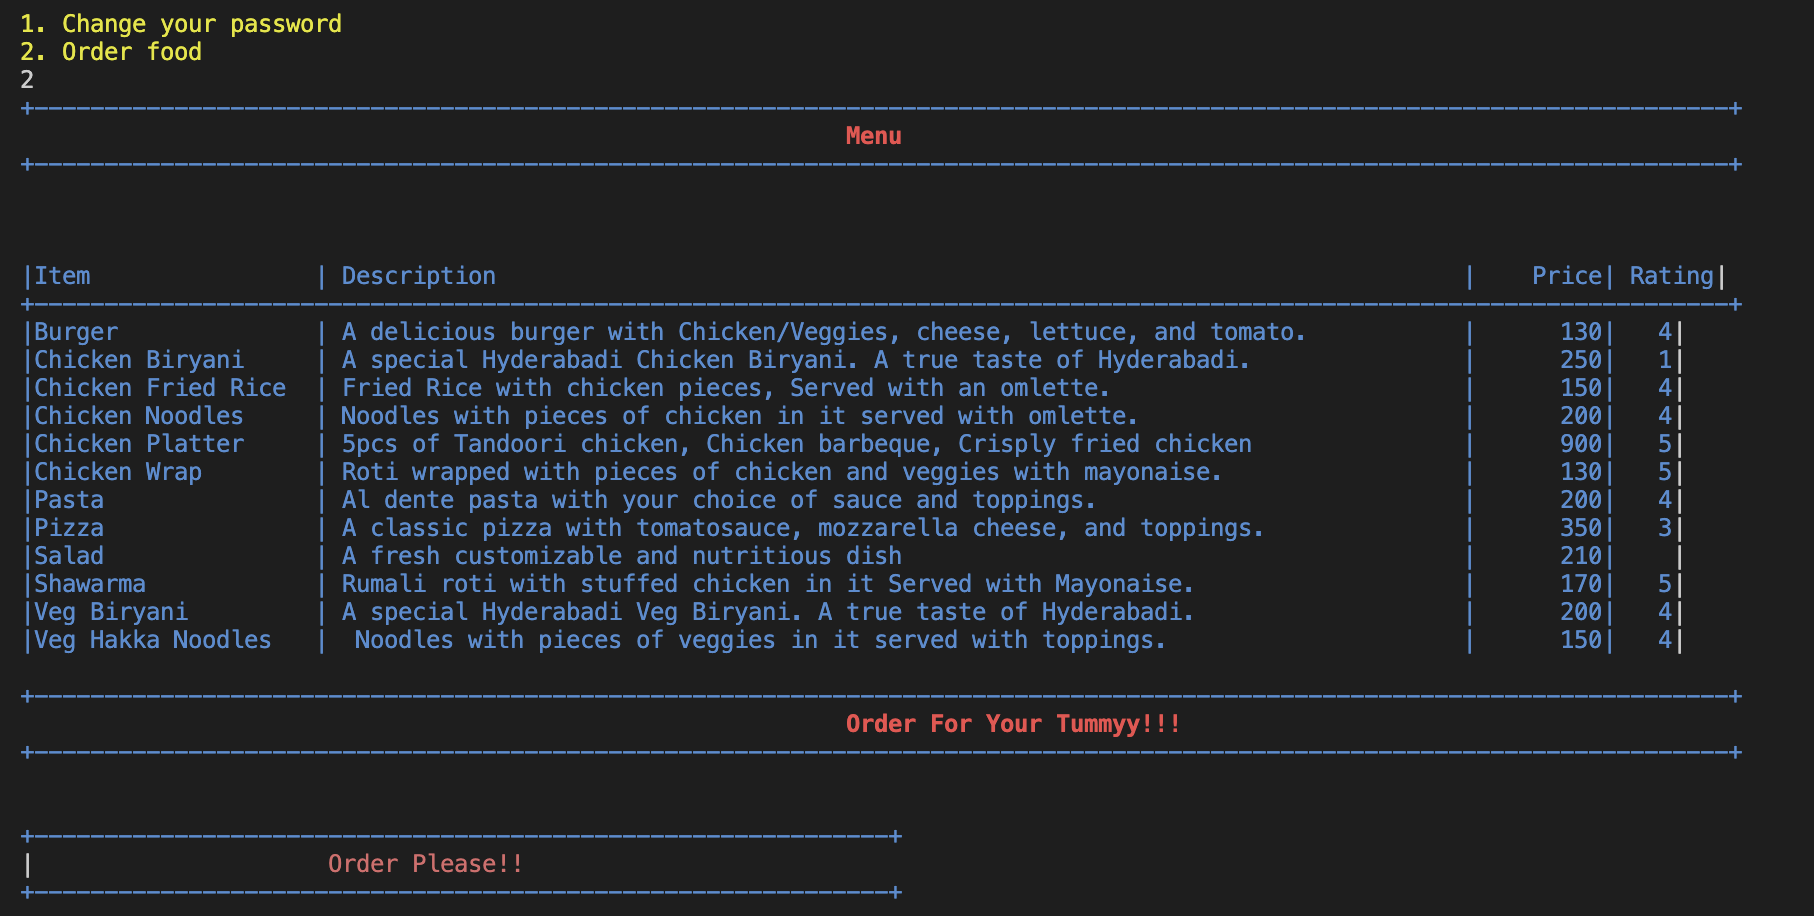 1. Change your password
2. Order food
2
Menu
|Item | Description | Price| Rating|
|Burger | A delicious burger with Chicken/Veggies, cheese, lettuce, and tomato. | 130| 4|
|Chicken Biryani | A special Hyderabadi Chicken Biryani. A true taste of Hyderabadi. | 250| 1|
|Chicken Fried Rice | Fried Rice with chicken pieces, Served with an omlette. | 150| 4|
|Chicken Noodles | Noodles with pieces of chicken in it served with omlette. | 200| 4|
|Chicken Platter | 5pcs of Tandoori chicken, Chicken barbeque, Crisply fried chicken | 900| 5|
|Chicken Wrap | Roti wrapped with pieces of chicken and veggies with mayonaise. | 130| 5|
|Pasta | Al dente pasta with your choice of sauce and toppings. | 200| 4|
|Pizza | A classic pizza with tomatosauce, mozzarella cheese, and toppings. | 350| 3|
|Salad | A fresh customizable and nutritious dish | 210| |
|Shawarma | Rumali roti with stuffed chicken in it Served with Mayonaise. | 170| 5|
|Veg Biryani | A special Hyderabadi Veg Biryani. A true taste of Hyderabadi. | 200| 4|
|Veg Hakka Noodles | Noodles with pieces of veggies in it served with toppings. | 150| 4|
Order For Your Tummyy!!!
| Order Please!!